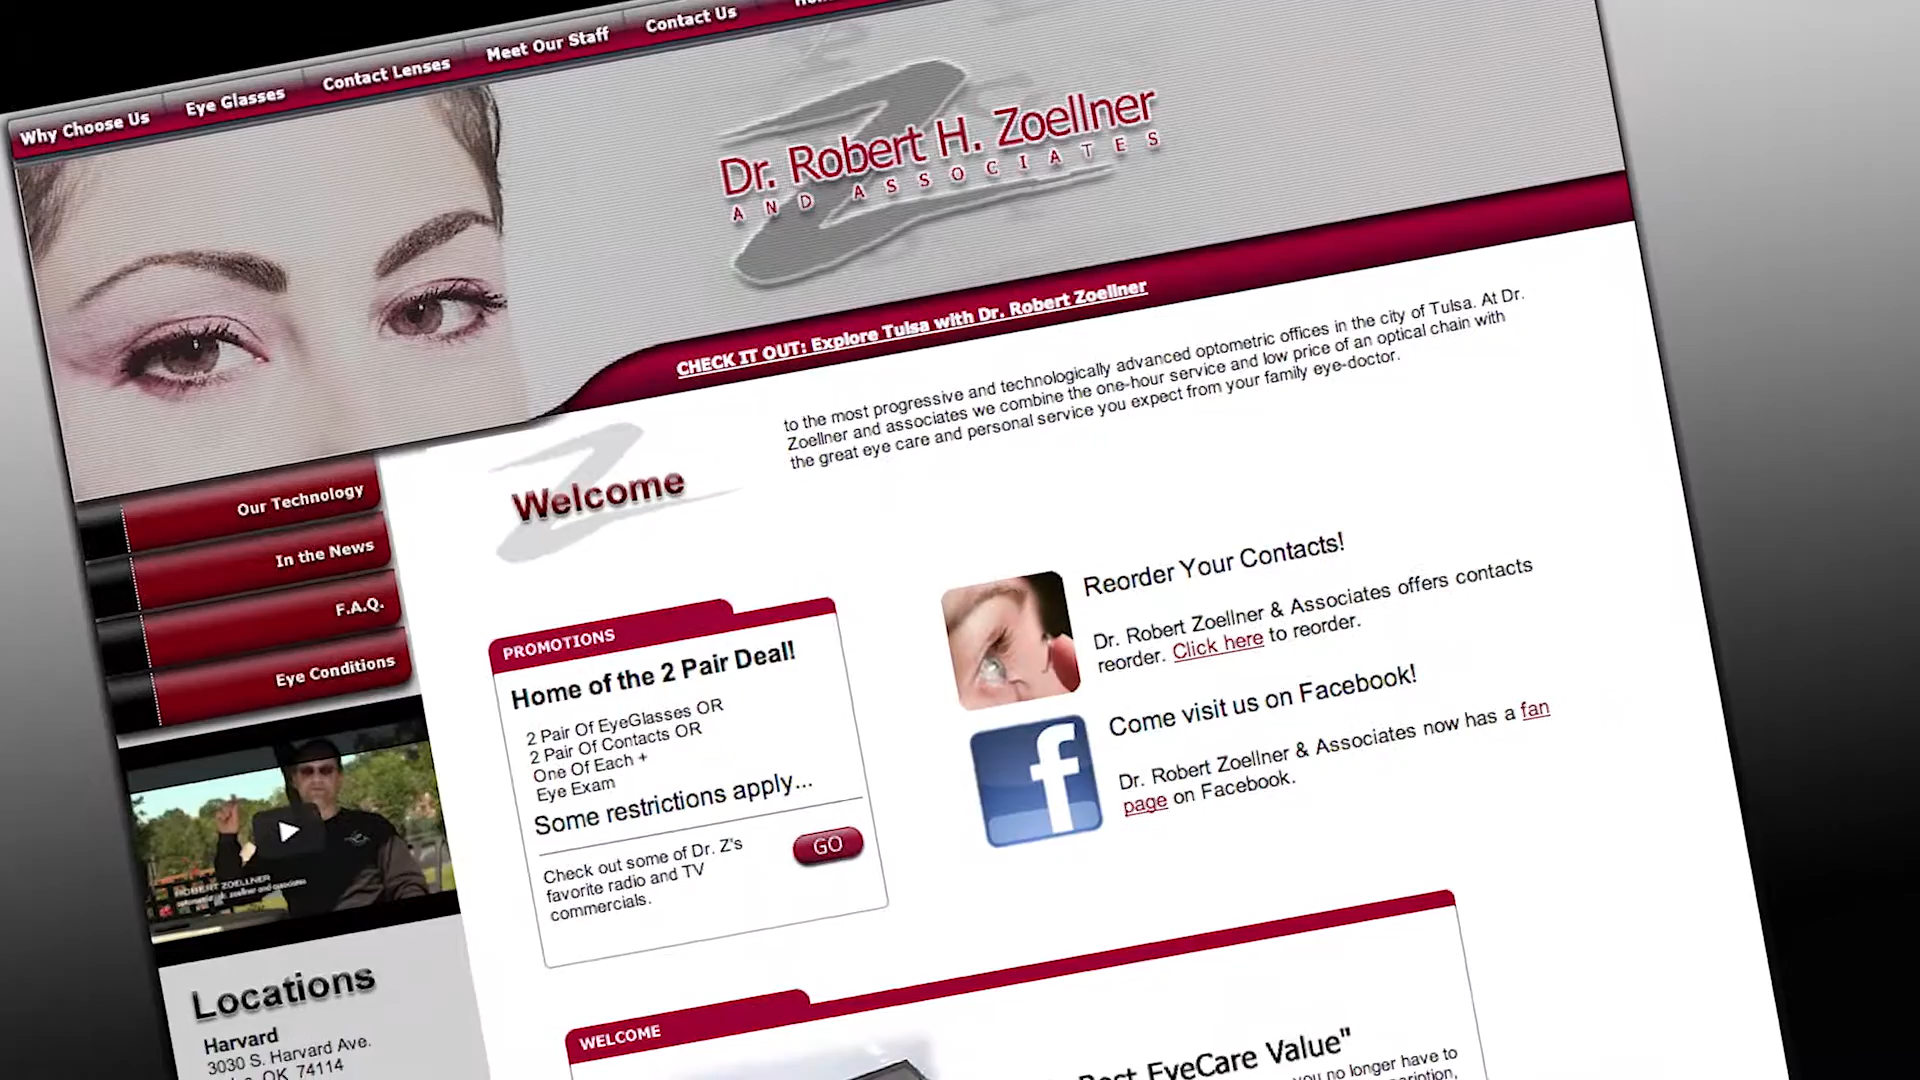 Why Choose Us
Eye Glasses
Contact Lenses
Meet Our Staff
Contact Us
Dr. Robert H. Zoellner
AND ASSOCIATES
CHECK IT OUT: Explore Tulsa with Dr. Robert Zoellner
Welcome
to the most progressive and technologically advanced optometric offices in the city of Tulsa. At Dr.
Zoellner and associates we combine the one-hour service and low price of an optical chain with
the great eye care and personal service you expect from your family eye-doctor.
Our Technology
In the News
F.A.Q.
Eye Conditions
ROBERT ZOELLNER
PROMOTIONS
Home of the 2 Pair Deal!
2 Pair Of EyeGlasses OR
2 Pair Of Contacts OR
One Of Each +
Eye Exam
Some restrictions apply...
Check out some of Dr. Z's
favorite radio and TV
commercials.
GO
Reorder Your Contacts!
Dr. Robert Zoellner & Associates offers contacts
reorder. Click here to reorder.
Come visit us on Facebook!
Dr. Robert Zoellner & Associates now has a fan
page on Facebook.
Locations
Harvard
3030 S. Harvard Ave.
OK 74114
WELCOME
Best EyeCare Value"
you no longer have to